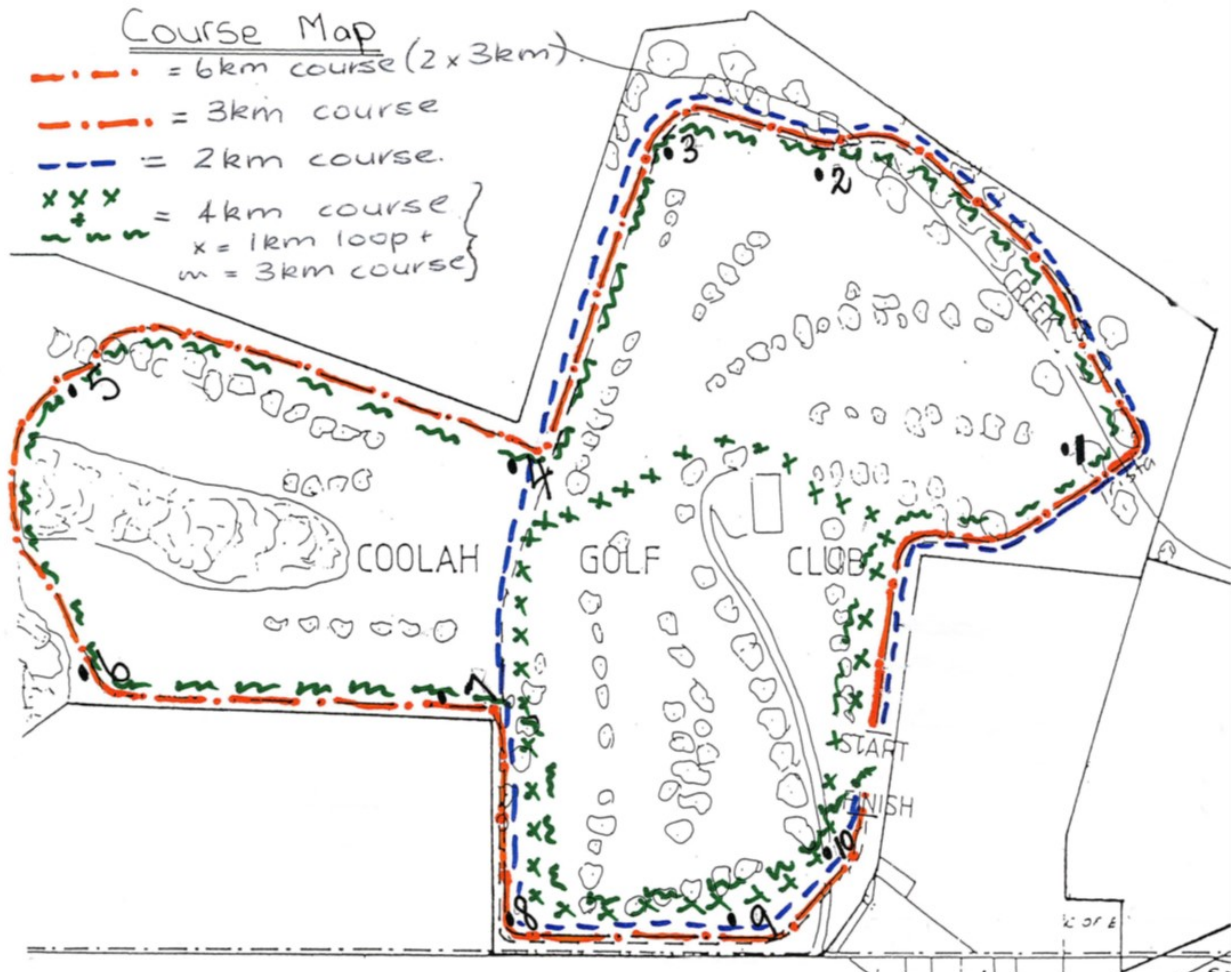 Course Map
= 6km course (2 x 3km).
= 3km course
= 2km course.
x x x
+
= 4km course
x = 1km loop +
m = 3km course
3
2
CREEK
1
5
4
COOLAH GOLF CLUB
6
7
START
FINISH
10
8
9
C OF E